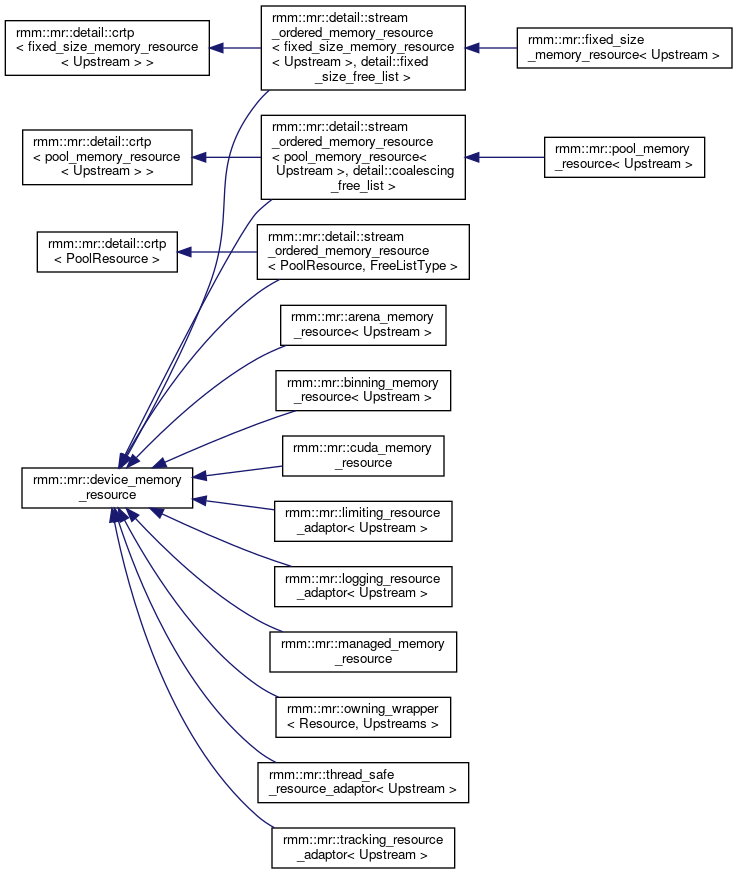 rmm::mr::detail::crtp
< fixed_size_memory_resource
< Upstream > >
rmm::mr::detail::stream
_ordered_memory_resource
< fixed_size_memory_resource
< Upstream >, detail::fixed
_size_free_list >
rmm::mr::fixed_size
_memory_resource< Upstream >
rmm::mr::detail::crtp
< pool_memory_resource
< Upstream > >
rmm::mr::detail::stream
_ordered_memory_resource
< pool_memory_resource<
Upstream >, detail::coalescing
_free_list >
rmm::mr::pool_memory
_resource< Upstream >
rmm::mr::detail::crtp
< PoolResource >
rmm::mr::detail::stream
_ordered_memory_resource
< PoolResource, FreeListType >
rmm::mr::arena_memory
_resource< Upstream >
rmm::mr::binning_memory
_resource< Upstream >
rmm::mr::cuda_memory
_resource
rmm::mr::device_memory
_resource
rmm::mr::limiting_resource
_adaptor< Upstream >
rmm::mr::logging_resource
_adaptor< Upstream >
rmm::mr::managed_memory
_resource
rmm::mr::owning_wrapper
< Resource, Upstreams >
rmm::mr::thread_safe
_resource_adaptor< Upstream >
rmm::mr::tracking_resource
_adaptor< Upstream >